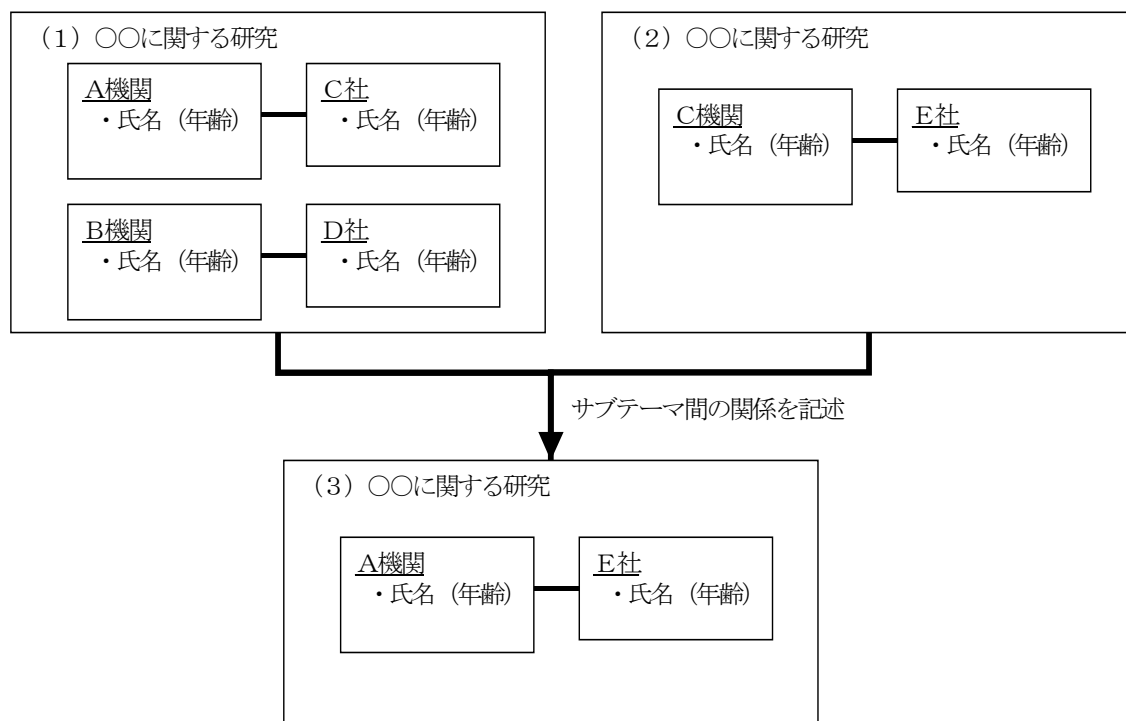 （１）○○に関する研究
A機関
・氏名（年齢）
C社
・氏名（年齢）
B機関
・氏名（年齢）
D社
・氏名（年齢）
（２）○○に関する研究
C機関
・氏名（年齢）
E社
・氏名（年齢）
サブテーマ間の関係を記述
（３）○○に関する研究
A機関
・氏名（年齢）
E社
・氏名（年齢）